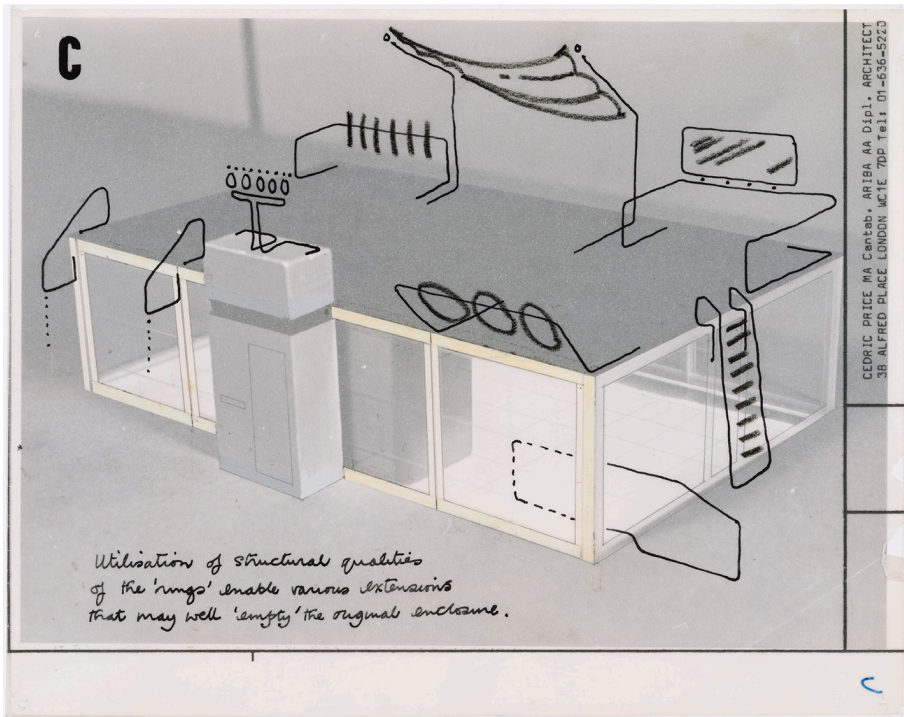 C
CEDRIC PRICE MA Cantab. ARIBA AA Dipl. ARCHITECT
38 ALFRED PLACE LONDON WC1E 7DP Tel: 01-636-5220
Utilisation of structural qualities
of the 'rings' enable various extensions
that may well 'empty' the original enclosure.
C